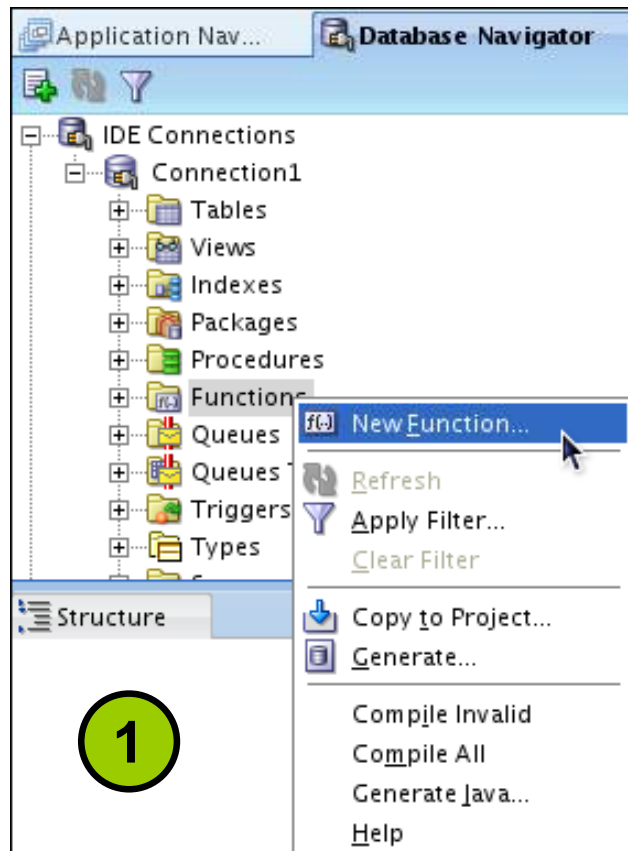 Application Nav...
Database Navigator
IDE Connections
Connection1
Tables
Views
Indexes
Packages
Procedures
Functions
f(.) New Function...
Queues
Queues
Refresh
Triggers
Apply Filter...
Types
Clear Filter
Structure
Copy to Project...
Generate...
Compile Invalid
Compile All
Generate Java...
Help
1